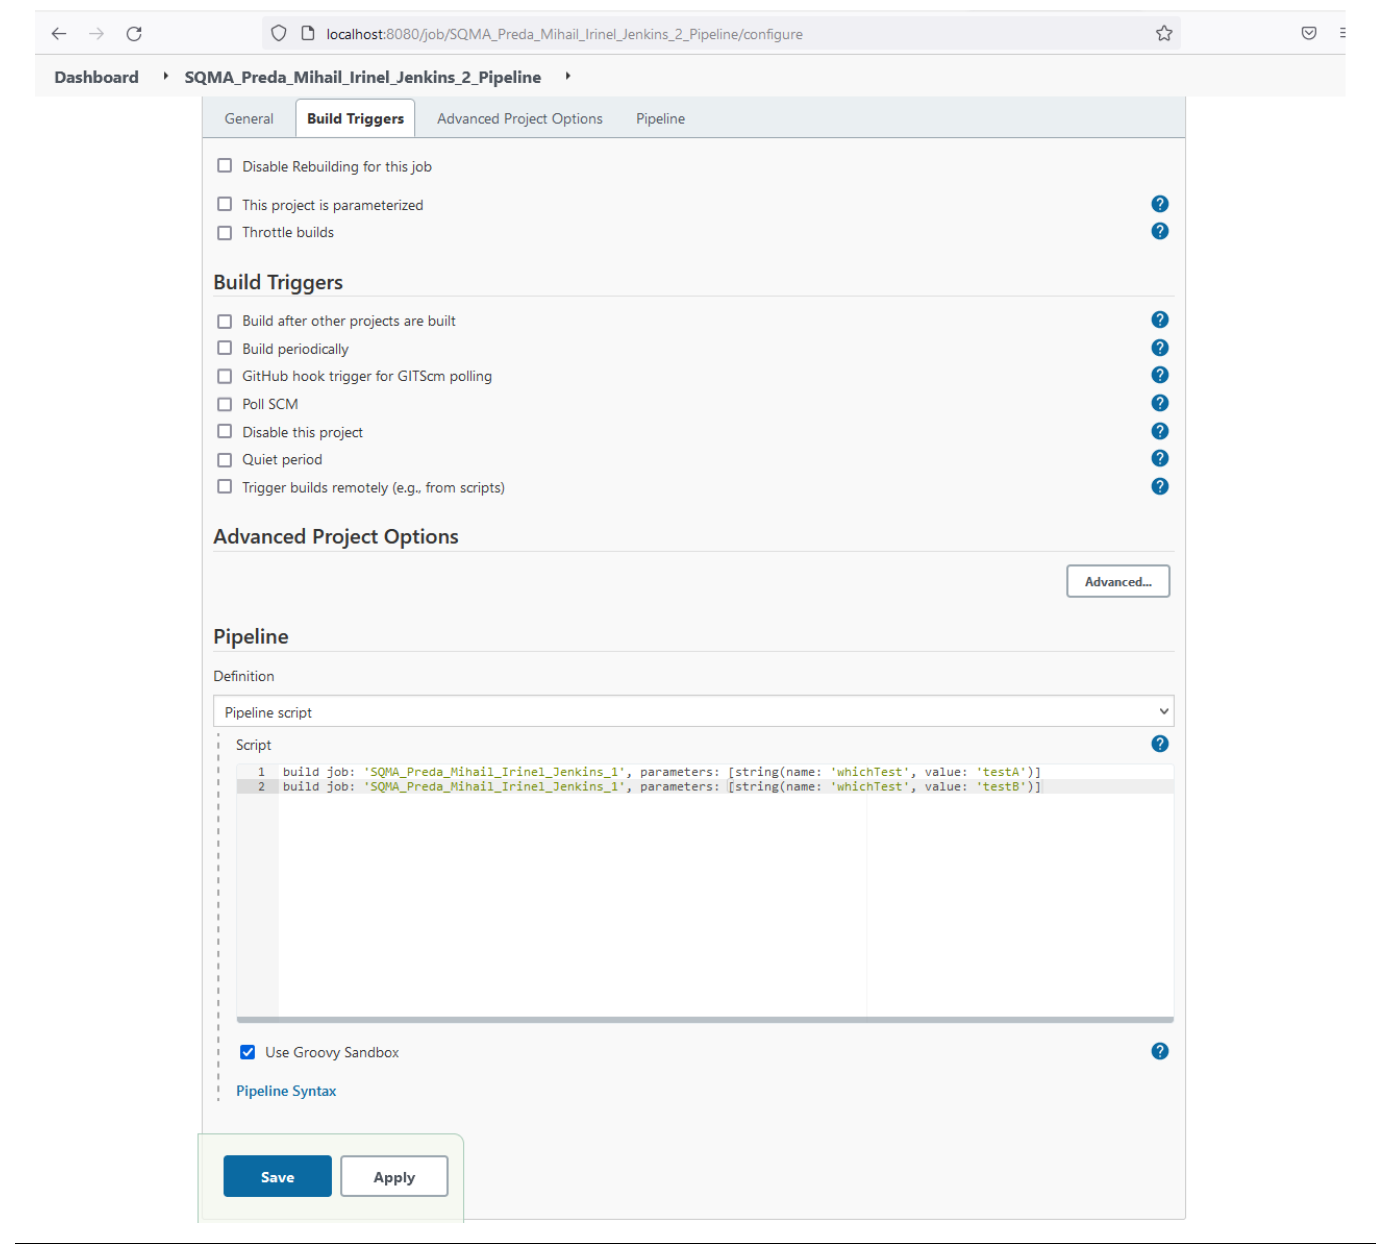 localhost:8080/job/SQMA_Preda_Mihail_Irinel_Jenkins_2_Pipeline/configure
Dashboard SQMA_Preda_Mihail_Irinel_Jenkins_2_Pipeline
General Build Triggers Advanced Project Options Pipeline
Disable Rebuilding for this job
This project is parameterized ?
Throttle builds ?
Build Triggers
Build after other projects are built ?
Build periodically ?
GitHub hook trigger for GITScm polling ?
Poll SCM ?
Disable this project ?
Quiet period ?
Trigger builds remotely (e.g., from scripts) ?
Advanced Project Options
Advanced...
Pipeline
Definition
Pipeline script
Script ?
1 build job: 'SQMA_Preda_Mihail_Irinel_Jenkins_1', parameters: [string(name: 'whichTest', value: 'testA')]
2 build job: 'SQMA_Preda_Mihail_Irinel_Jenkins_1', parameters: [string(name: 'whichTest', value: 'testB')]
Use Groovy Sandbox ?
Pipeline Syntax
Save Apply